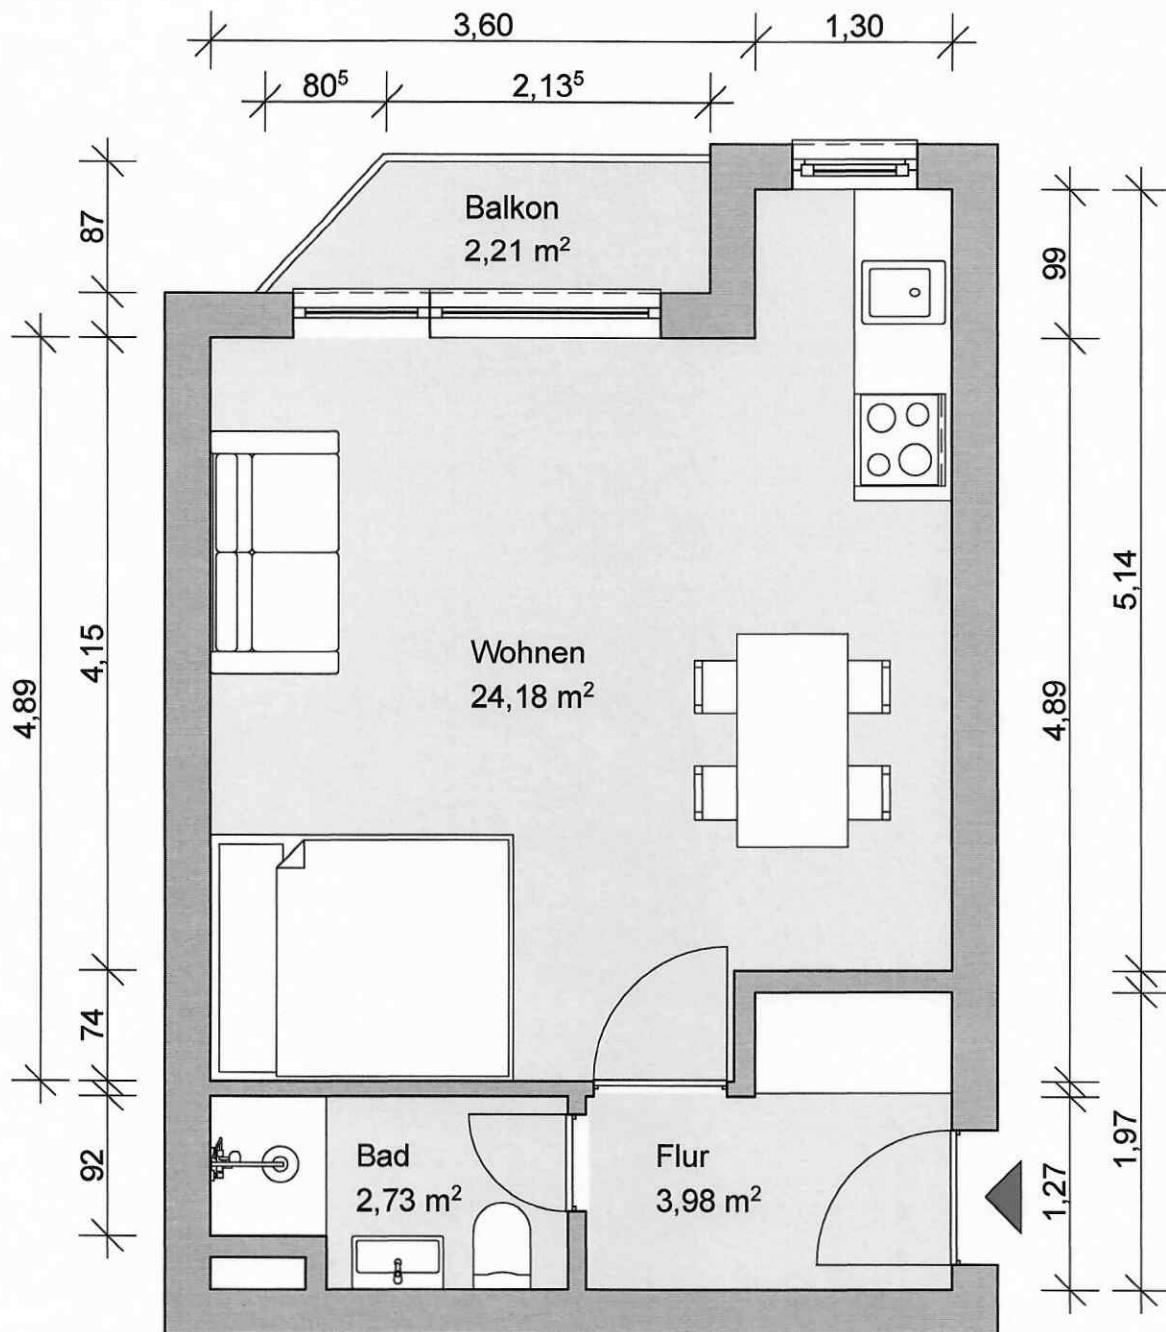 3,60
1,30
80⁵
2,13⁵
87
Balkon
2,21 m²
99
4,89
4,15
Wohnen
24,18 m²
4,89
5,14
74
92
Bad
2,73 m²
Flur
3,98 m²
1,27
1,97